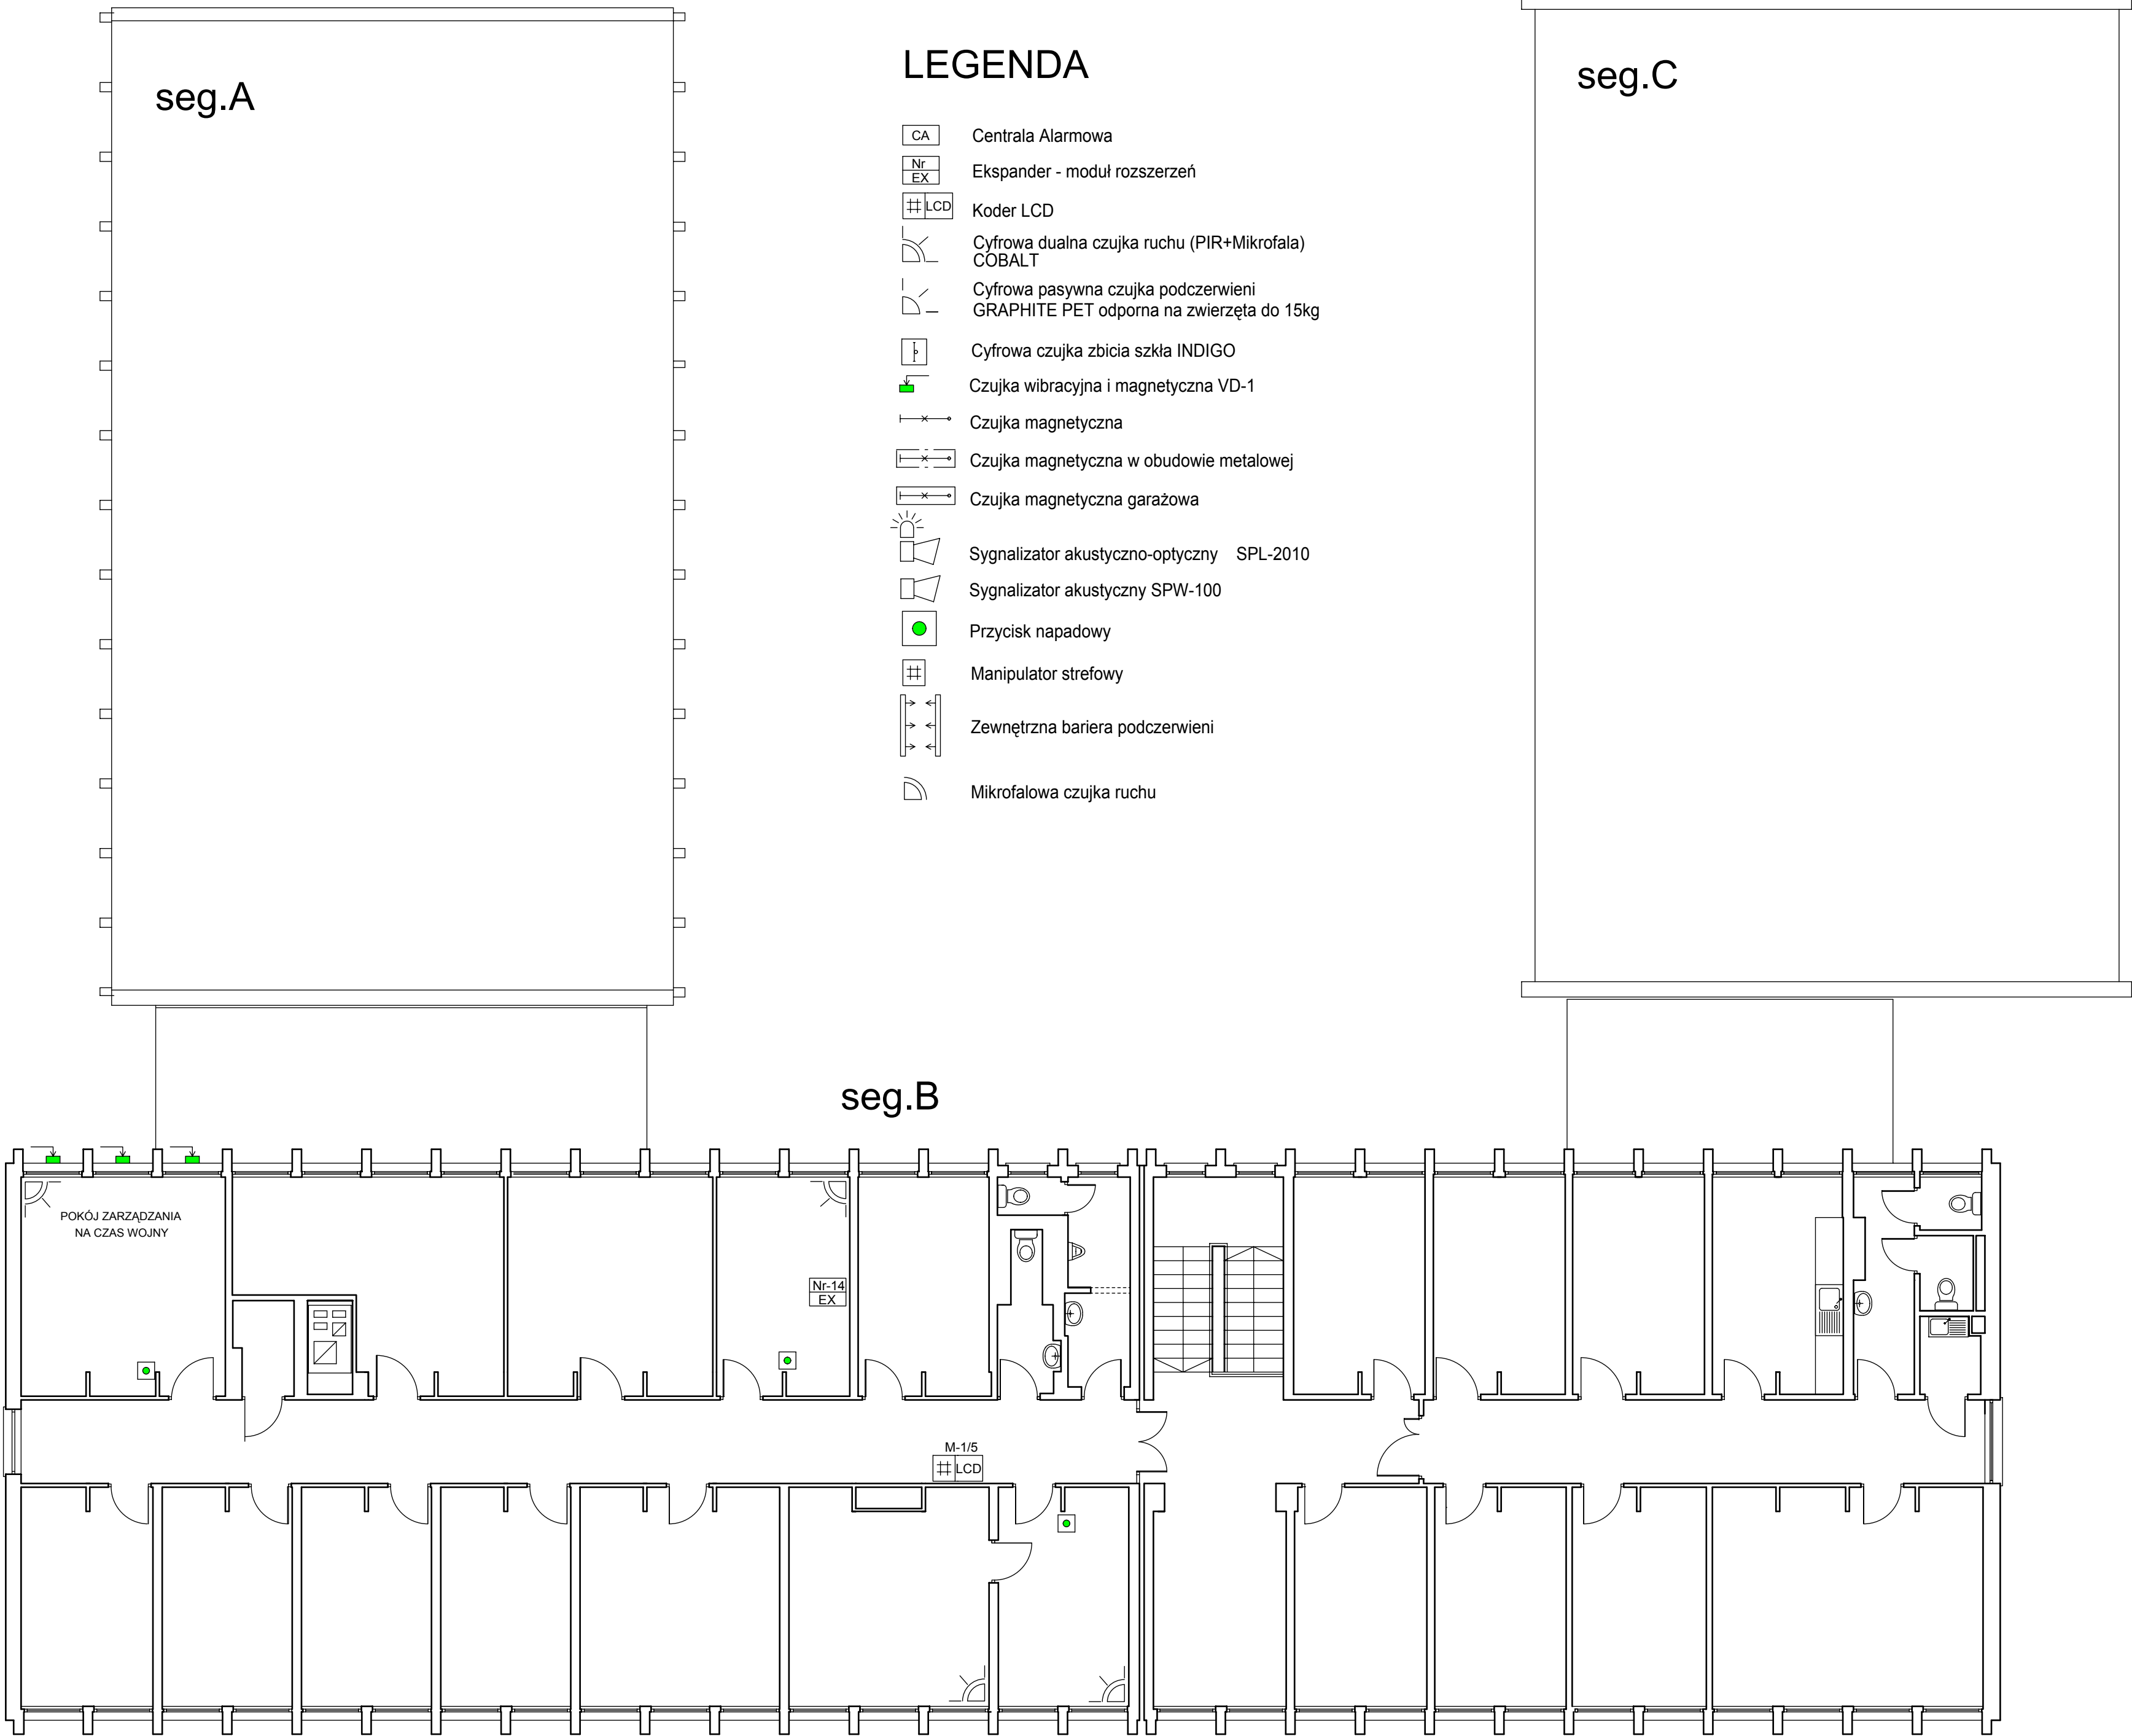 seg.A
LEGENDA
seg.C
CA Centrala Alarmowa
Nr
EX
Ekspander - moduł rozszerzeń
LCD Koder LCD
Cyfrowa dualna czujka ruchu (PIR+Mikrofala)
COBALT
Cyfrowa pasywna czujka podczerwieni
GRAPHITE PET odporna na zwierzęta do 15kg
Cyfrowa czujka zbicia szkła INDIGO
Czujka wibracyjna i magnetyczna VD-1
Czujka magnetyczna
Czujka magnetyczna w obudowie metalowej
Czujka magnetyczna garażowa
Sygnalizator akustyczno-optyczny SPL-2010
Sygnalizator akustyczny SPW-100
Przycisk napadowy
Manipulator strefowy
Zewnętrzna bariera podczerwieni
Mikrofalowa czujka ruchu
seg.B
POKÓJ ZARZĄDZANIA
NA CZAS WOJNY
Nr-14
EX
M-1/5
LCD